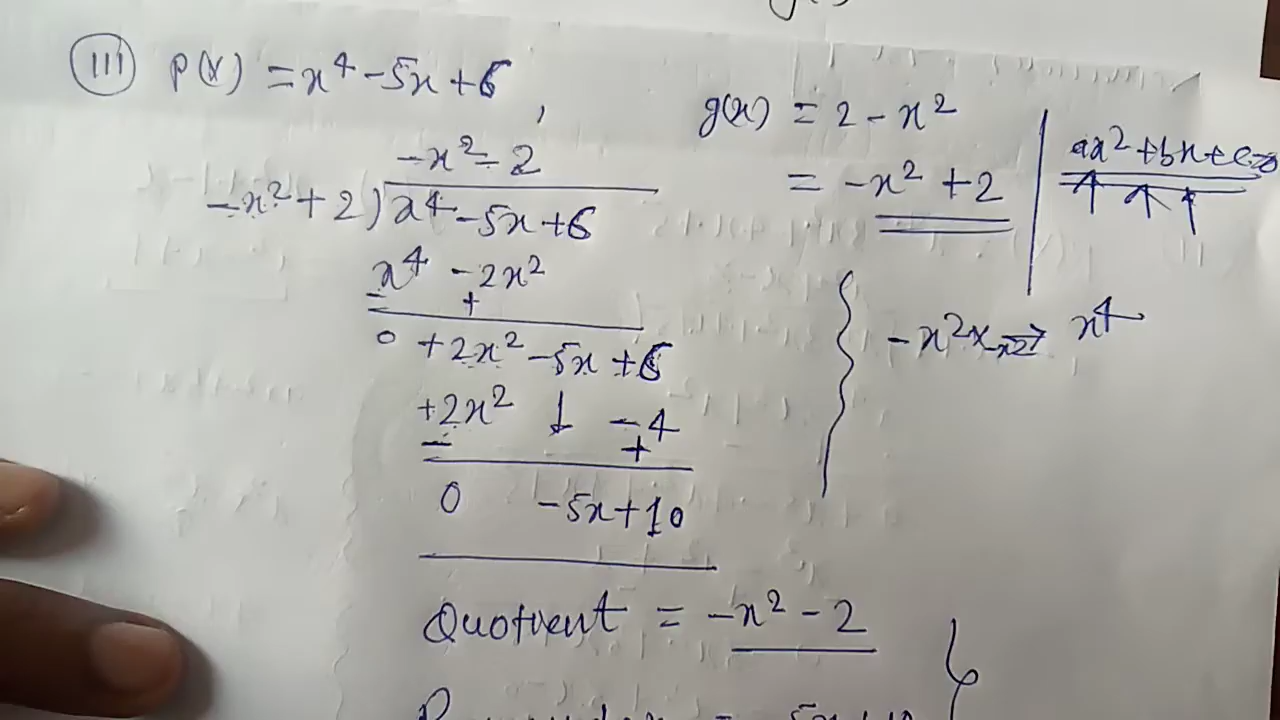 III P(x) = x⁴ - 5x + 6,
g(x) = 2 - x²
= -x² + 2
ax² + bx + c = 0
-x² - 2
-x² + 2 ) x⁴ - 5x + 6
x⁴ - 2x²
- +
0 + 2x² - 5x + 6
+2x² ↓ - 4
- +
0 - 5x + 10
-x² × -x² ⇒ x⁴
Quotient = -x² - 2